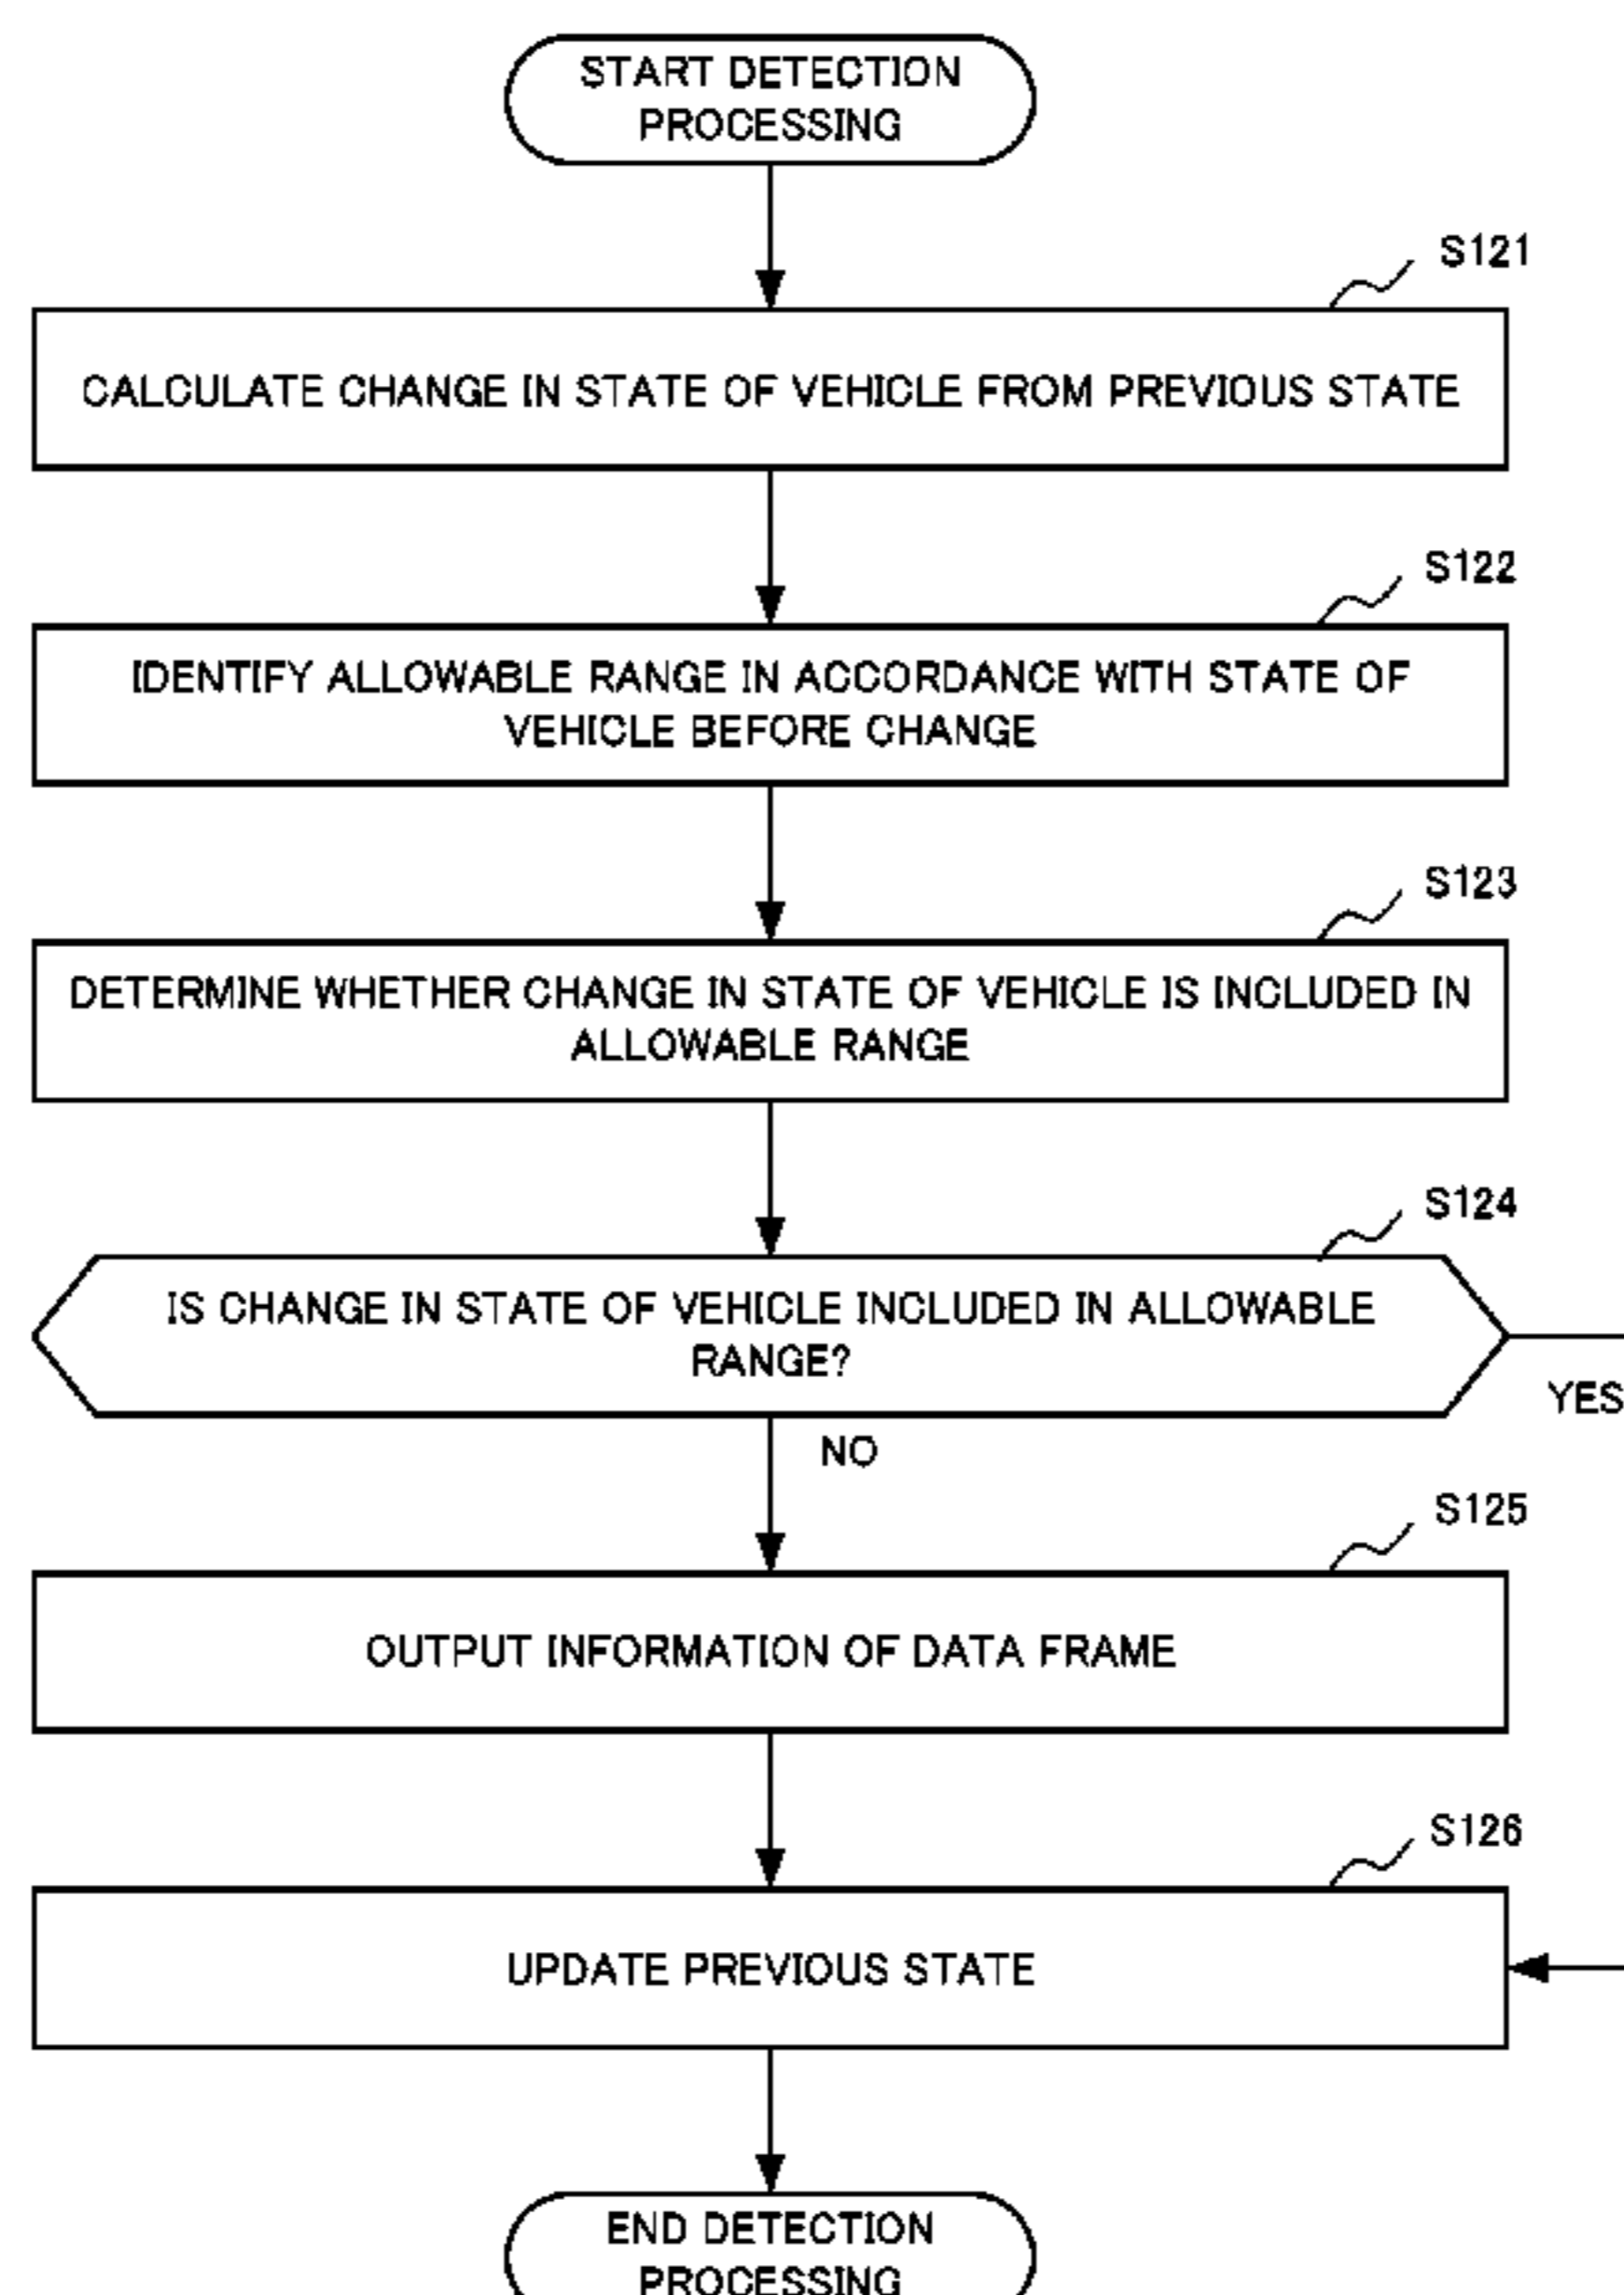 START DETECTION
PROCESSING
S121
CALCULATE CHANGE IN STATE OF VEHICLE FROM PREVIOUS STATE
S122
IDENTIFY ALLOWABLE RANGE IN ACCORDANCE WITH STATE OF
VEHICLE BEFORE CHANGE
S123
DETERMINE WHETHER CHANGE IN STATE OF VEHICLE IS INCLUDED IN
ALLOWABLE RANGE
S124
IS CHANGE IN STATE OF VEHICLE INCLUDED IN ALLOWABLE
RANGE?
YES
NO
S125
OUTPUT INFORMATION OF DATA FRAME
S126
UPDATE PREVIOUS STATE
END DETECTION
PROCESSING